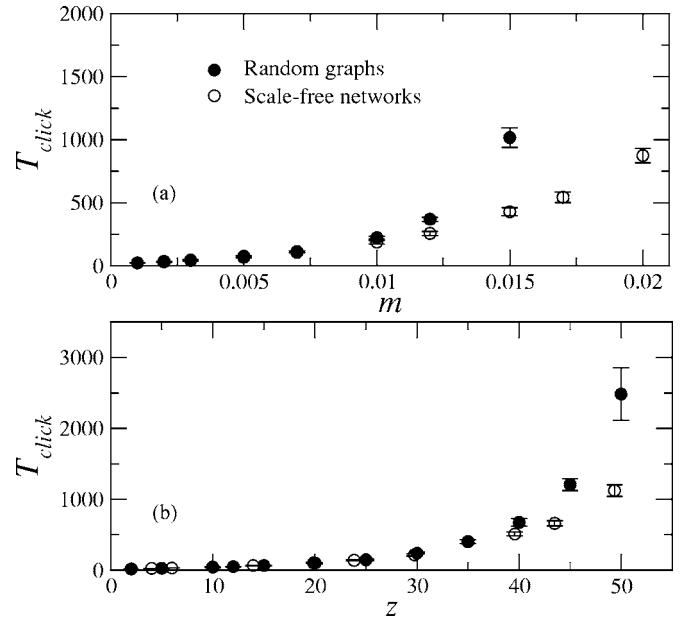 2000
1500
1000
500
0
T_click
Random graphs
Scale-free networks
(a)
0 0.005 0.01 0.015 0.02
m
3000
2000
1000
0
T_click
(b)
0 10 20 30 40 50
z